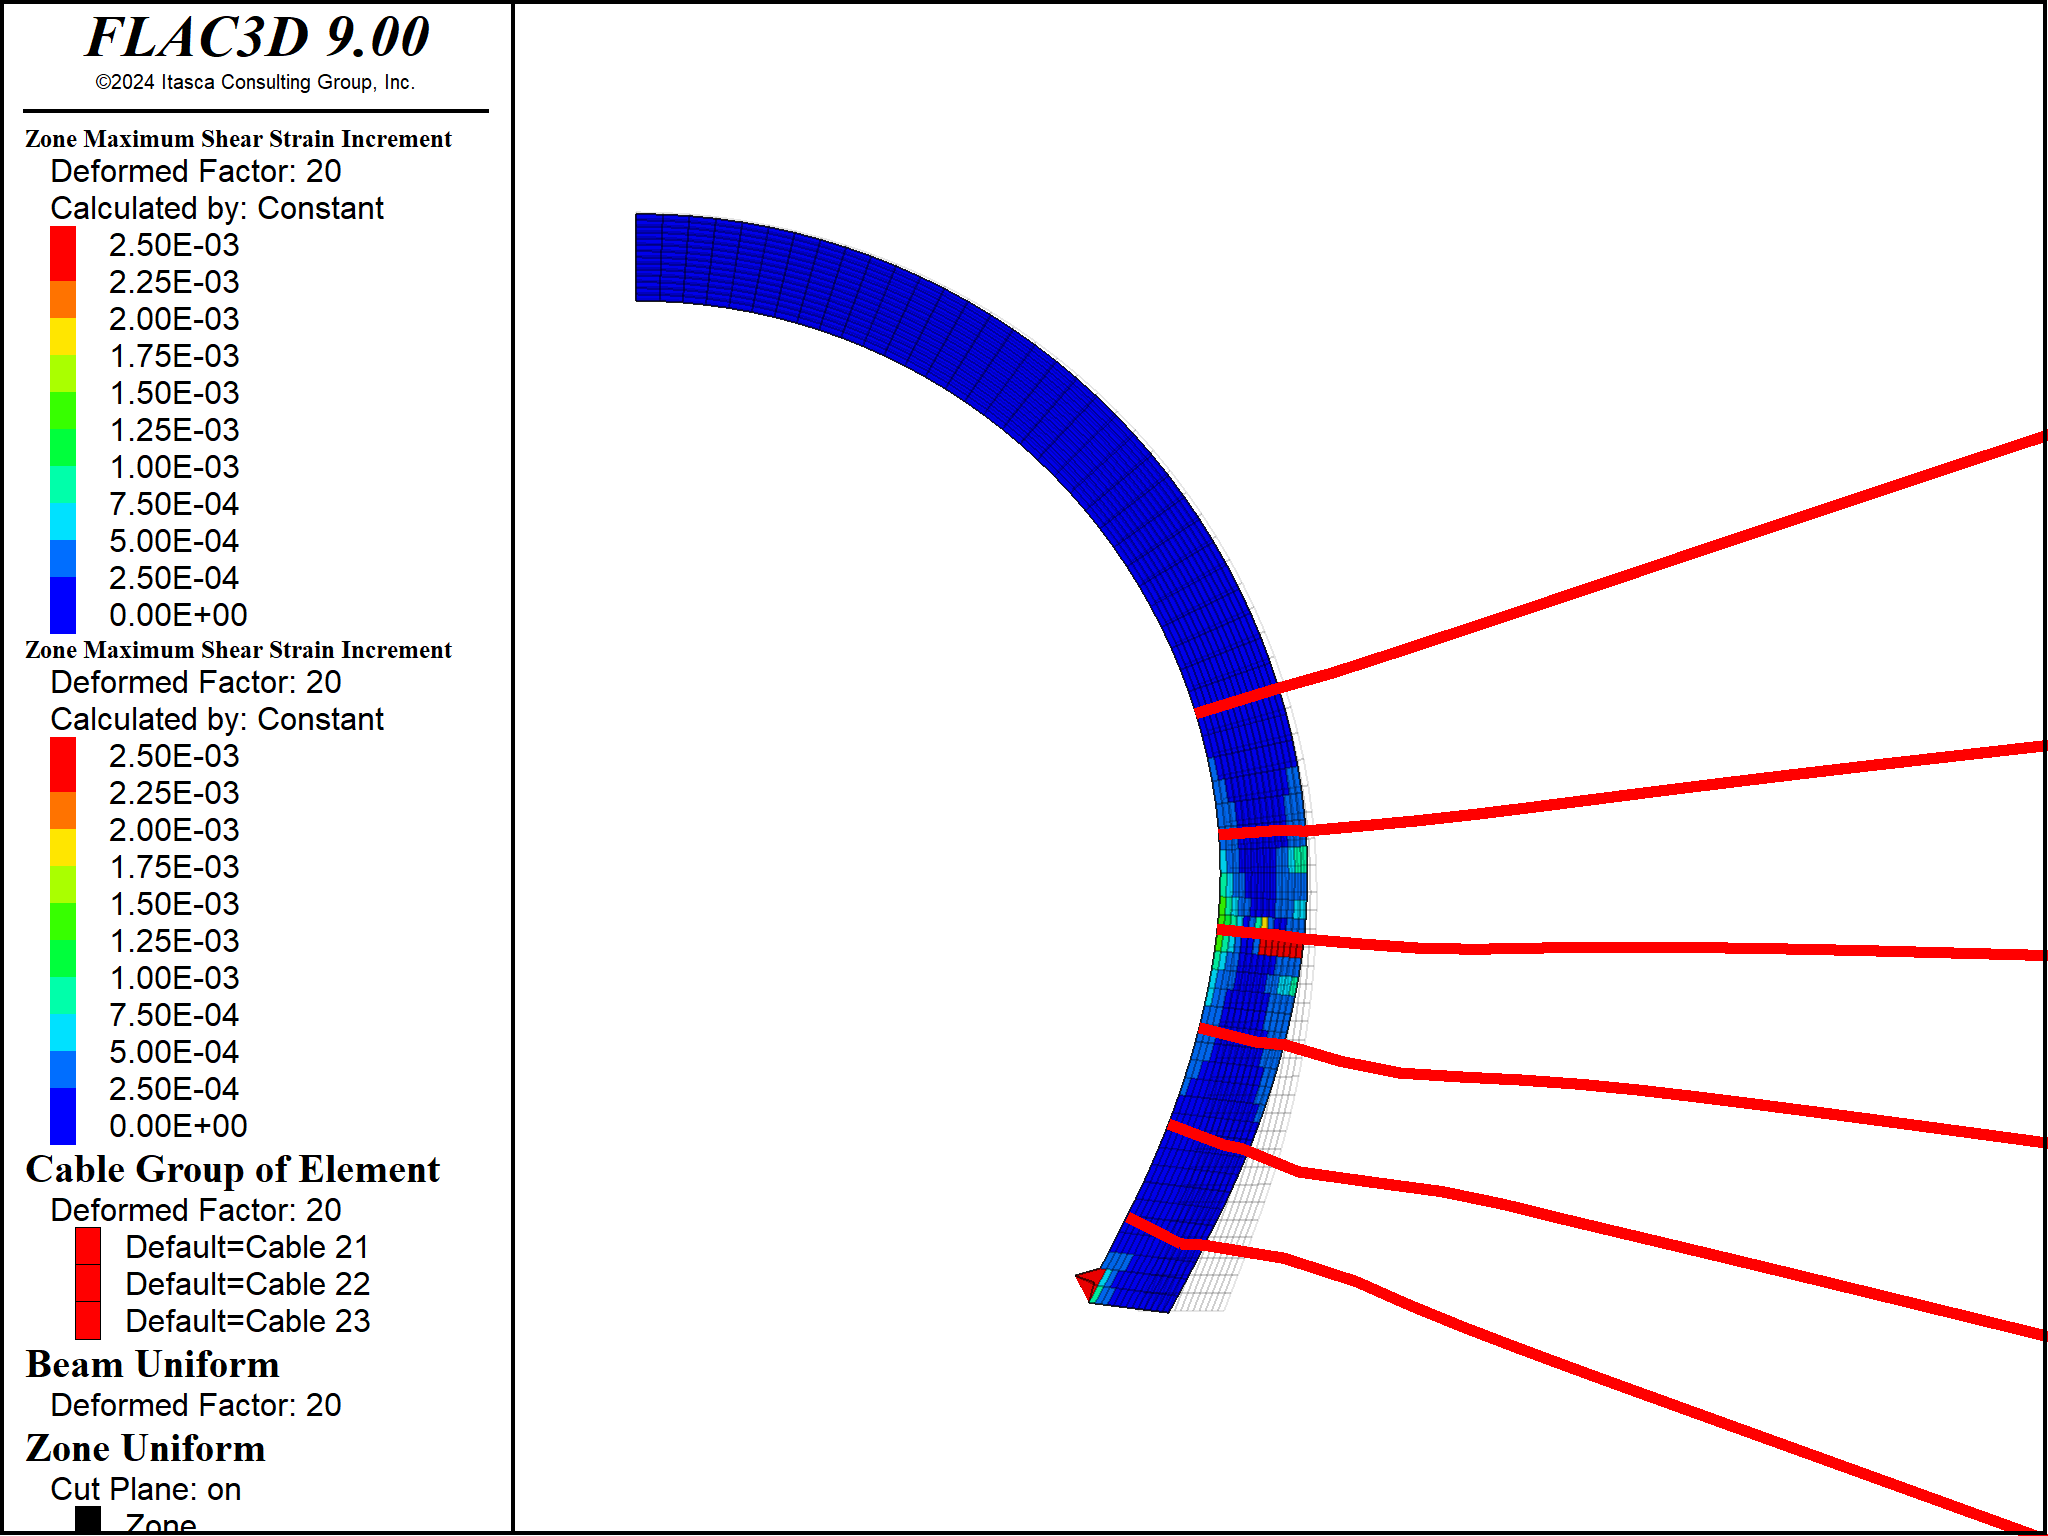 FLAC3D 9.00
©2024 Itasca Consulting Group, Inc.
Zone Maximum Shear Strain Increment
Deformed Factor: 20
Calculated by: Constant
2.50E-03
2.25E-03
2.00E-03
1.75E-03
1.50E-03
1.25E-03
1.00E-03
7.50E-04
5.00E-04
2.50E-04
0.00E+00
Zone Maximum Shear Strain Increment
Deformed Factor: 20
Calculated by: Constant
2.50E-03
2.25E-03
2.00E-03
1.75E-03
1.50E-03
1.25E-03
1.00E-03
7.50E-04
5.00E-04
2.50E-04
0.00E+00
Cable Group of Element
Deformed Factor: 20
Default=Cable 21
Default=Cable 22
Default=Cable 23
Beam Uniform
Deformed Factor: 20
Zone Uniform
Cut Plane: on
Zone